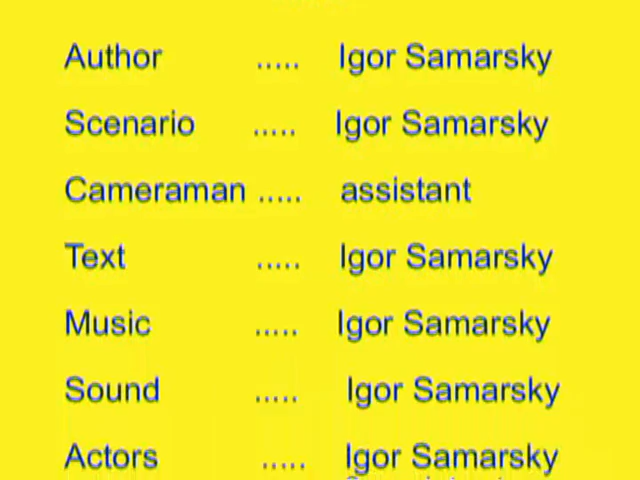 Author ..... Igor Samarsky
Scenario ..... Igor Samarsky
Cameraman ..... assistant
Text ..... Igor Samarsky
Music ..... Igor Samarsky
Sound ..... Igor Samarsky
Actors ..... Igor Samarsky